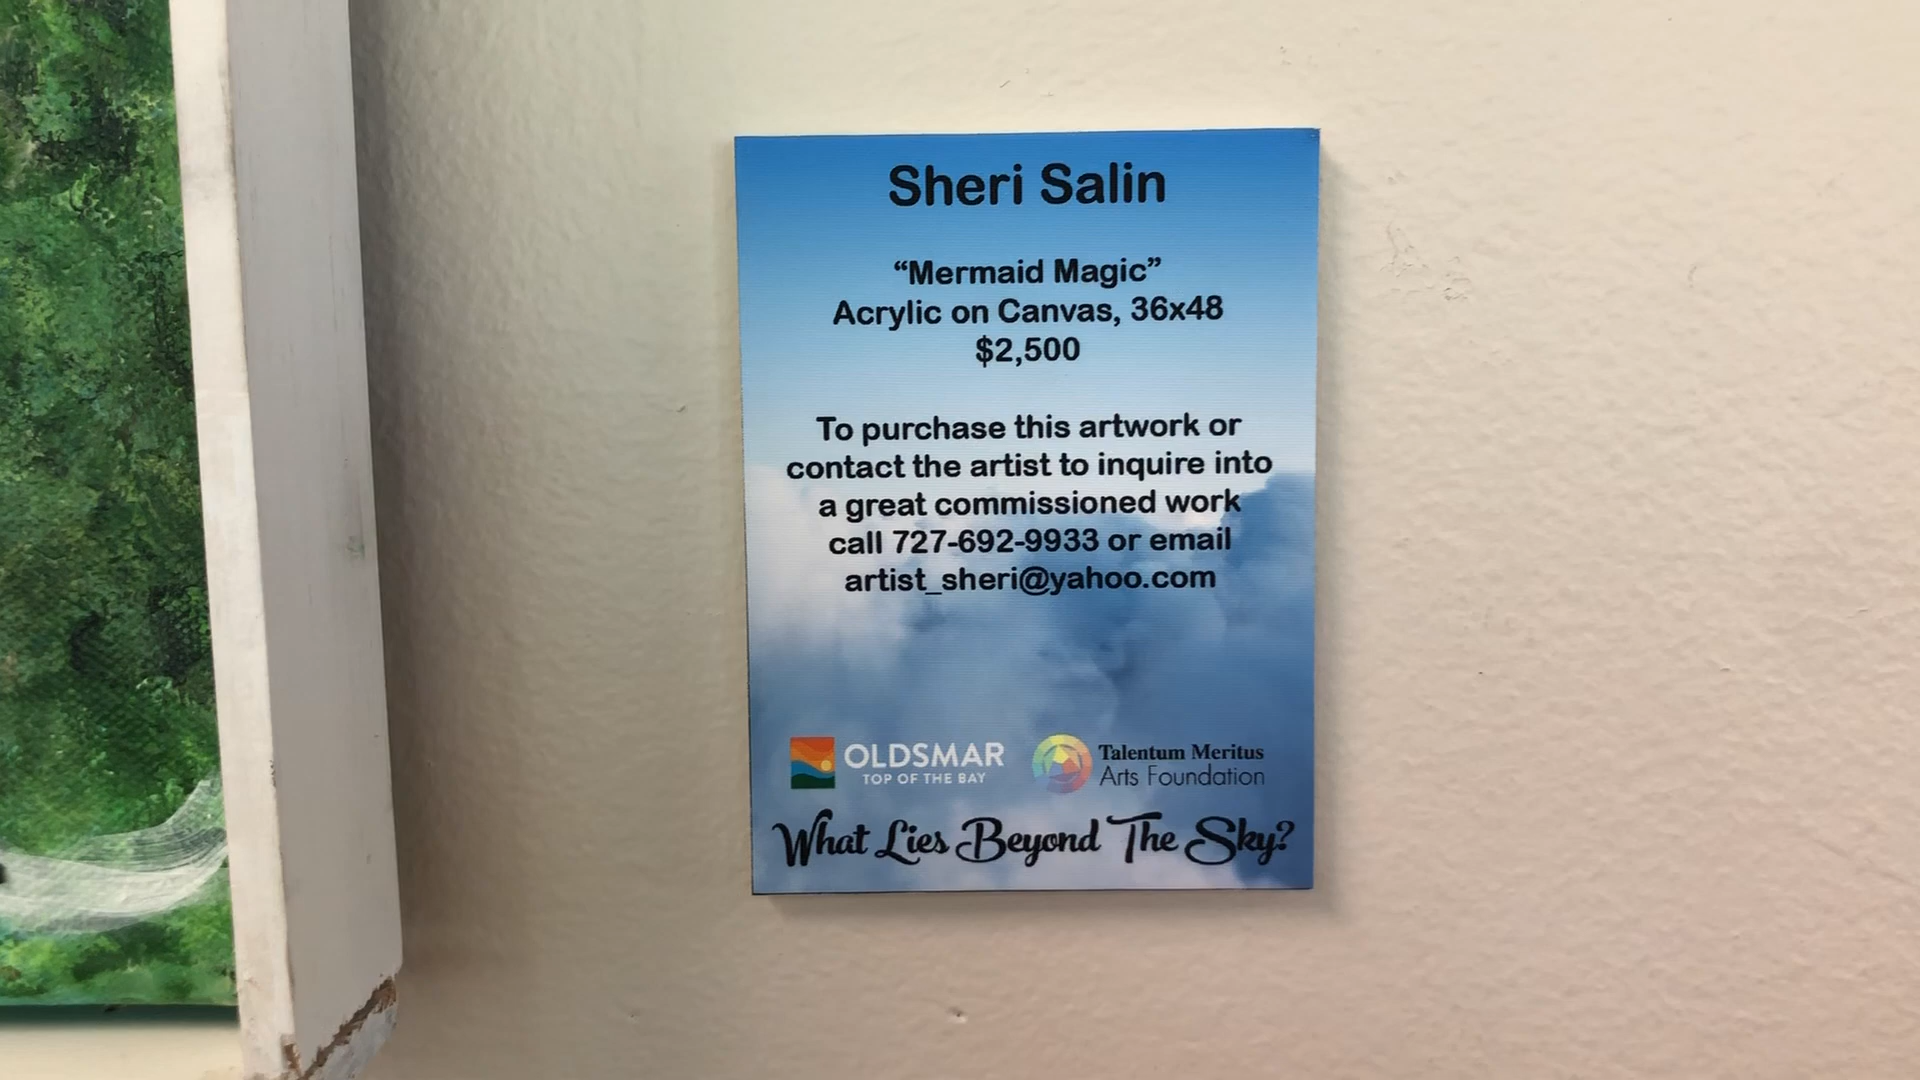 Sheri Salin
“Mermaid Magic”
Acrylic on Canvas, 36x48
$2,500
To purchase this artwork or
contact the artist to inquire into
a great commissioned work
call 727-692-9933 or email
artist_sheri@yahoo.com
OLDSMAR
TOP OF THE BAY
Talentum Meritus
Arts Foundation
What Lies Beyond The Sky?